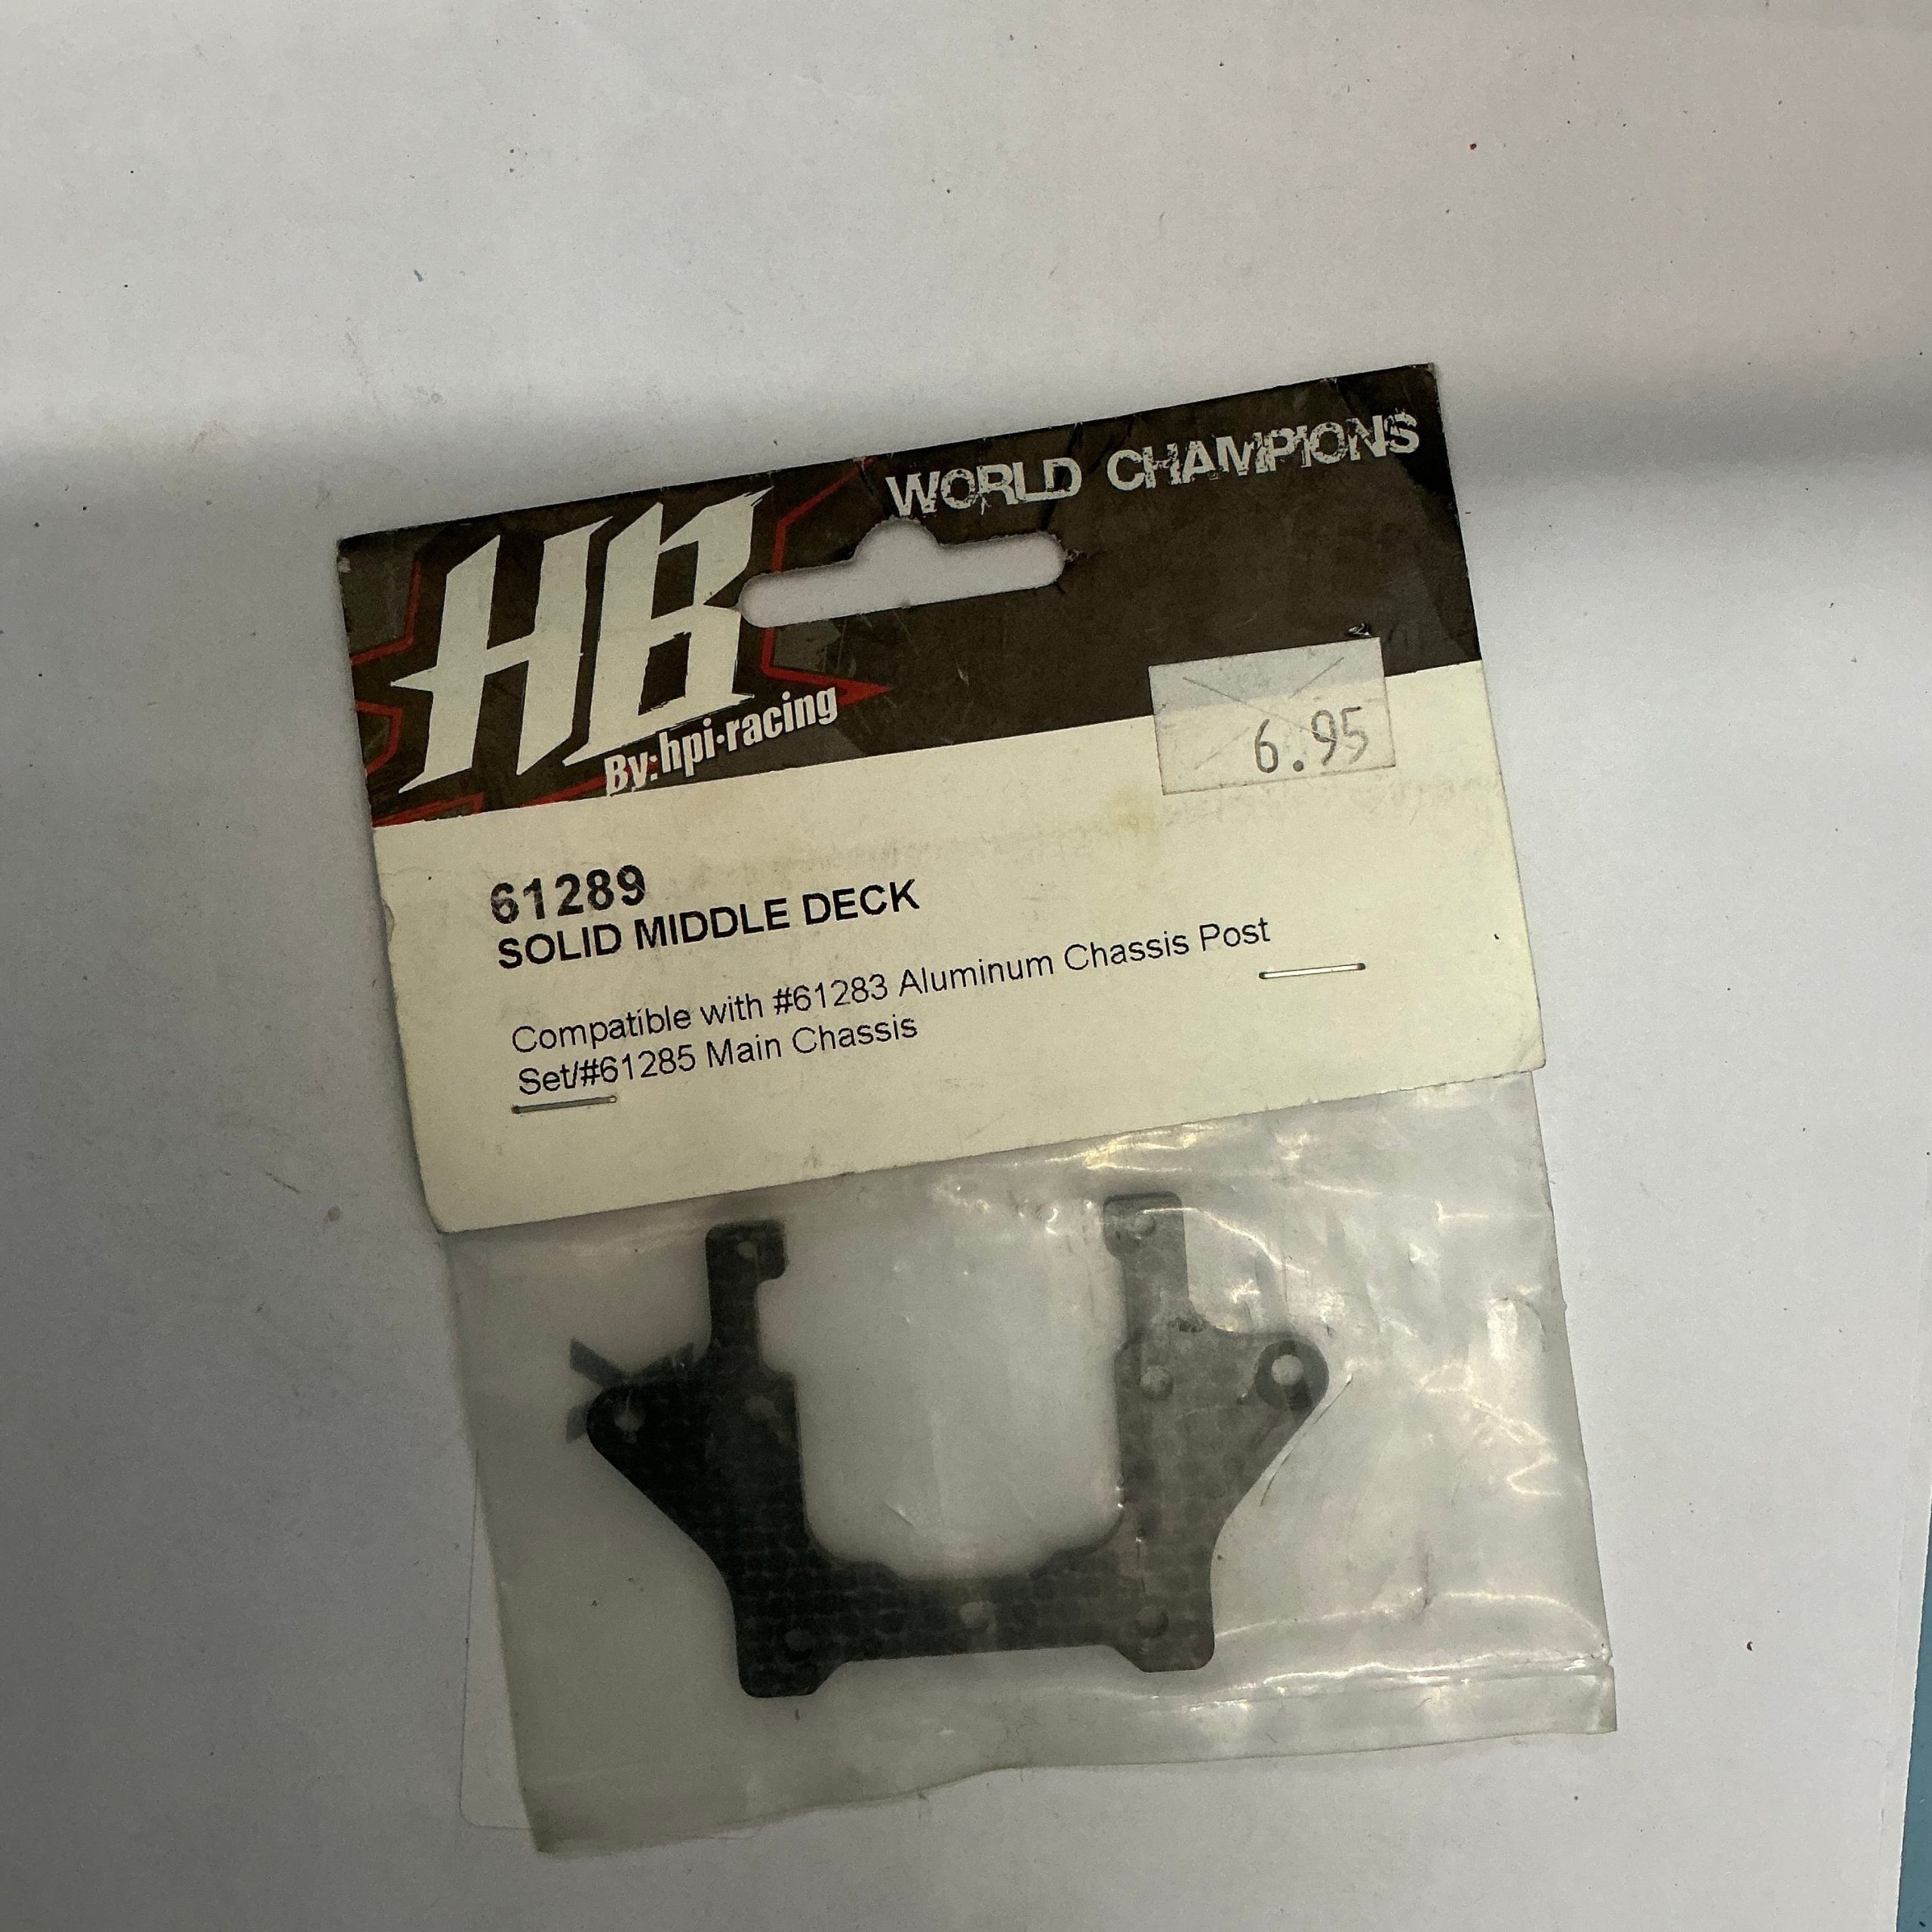 WORLD CHAMPIONS
HB
By: hpi·racing
6.95
61289
SOLID MIDDLE DECK
Compatible with #61283 Aluminum Chassis Post
Set/#61285 Main Chassis